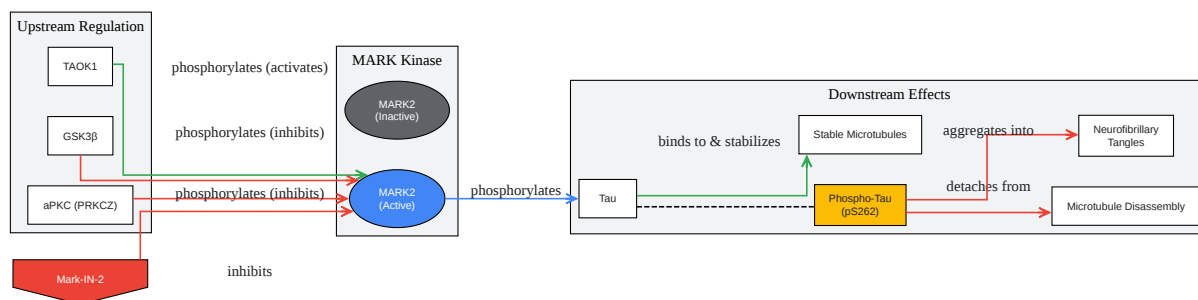 Upstream Regulation
TAOK1
phosphorylates (activates)
GSK3β
phosphorylates (inhibits)
aPKC (PRKCZ)
phosphorylates (inhibits)
Mark-IN-2
inhibits
MARK Kinase
MARK2
(Inactive)
MARK2
(Active)
phosphorylates
Downstream Effects
Tau
binds to & stabilizes
Stable Microtubules
Phospho-Tau
(pS262)
aggregates into
Neurofibrillary
Tangles
detaches from
Microtubule Disassembly